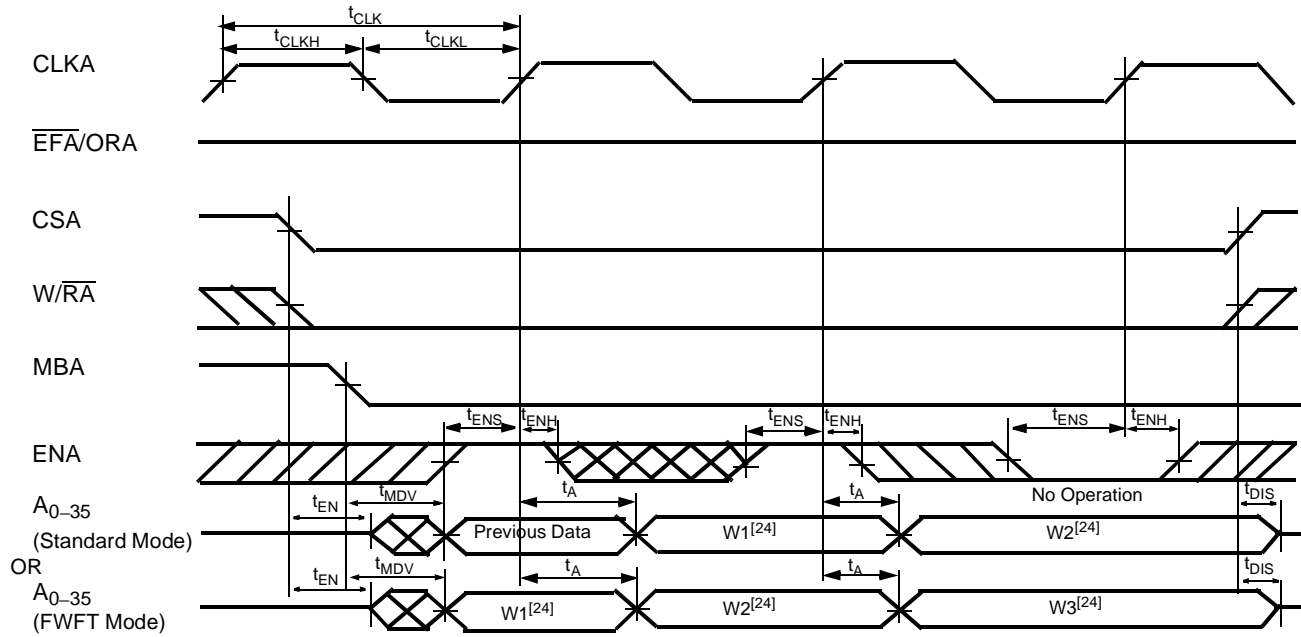 tCLK
tCLKH tCLKL
CLKA
EFA/ORA
CSA
W/RA
MBA
tENS tENH tENS tENH tENS tENH
ENA
No Operation
tEN tMDV tA tA tDIS
A0–35
(Standard Mode)
Previous Data W1[24] W2[24]
OR
tEN tMDV tA tA tDIS
A0–35
(FWFT Mode)
W1[24] W2[24] W3[24]